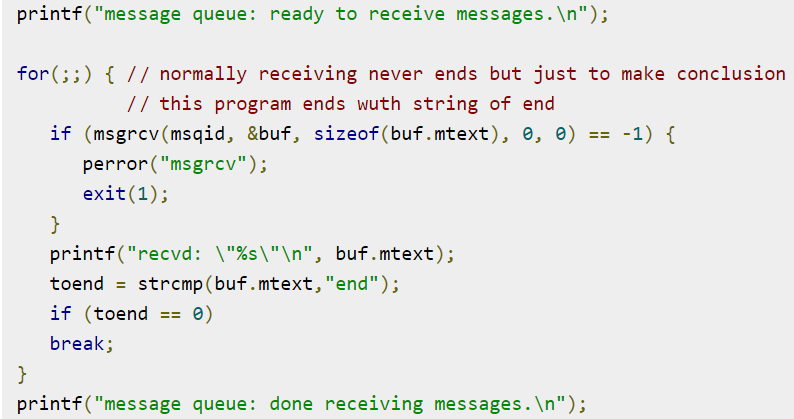 printf("message queue: ready to receive messages.\n");
for(;;) { // normally receiving never ends but just to make conclusion
// this program ends wuth string of end
if (msgrcv(msqid, &buf, sizeof(buf.mtext), 0, 0) == -1) {
perror("msgrcv");
exit(1);
}
printf("recvd: \"%s\"\n", buf.mtext);
toend = strcmp(buf.mtext,"end");
if (toend == 0)
break;
}
printf("message queue: done receiving messages.\n");